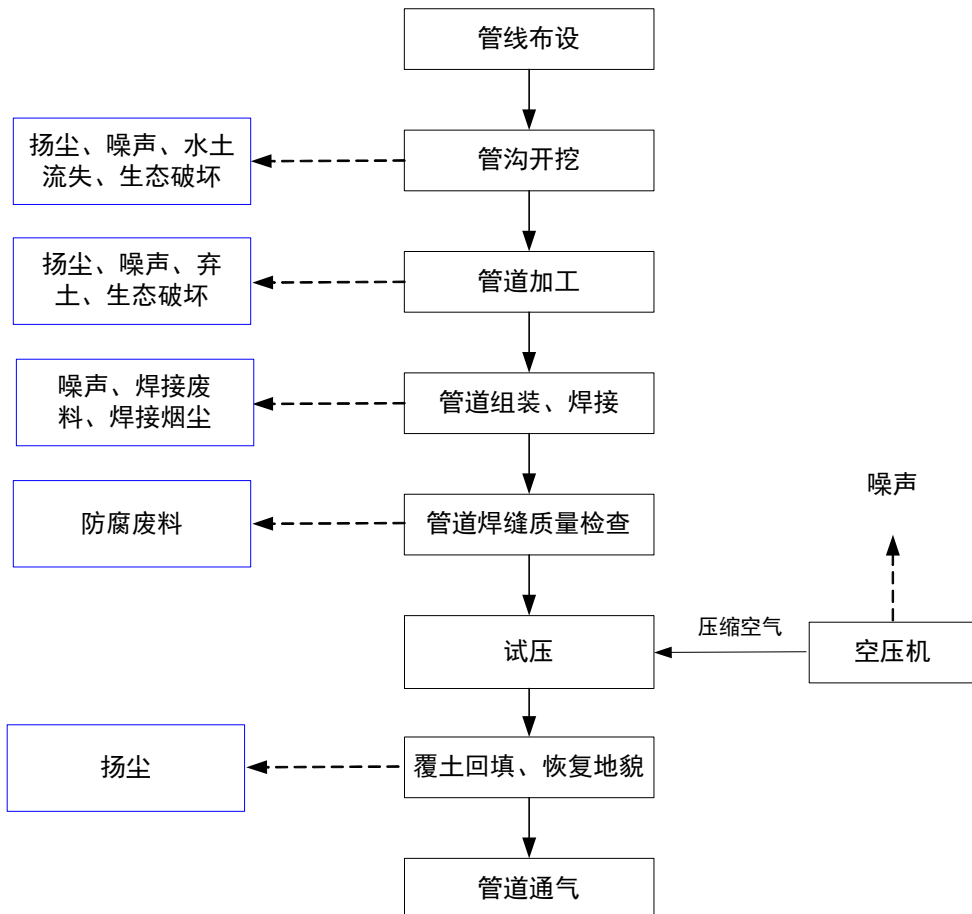 管线布设
扬尘、噪声、水土
流失、生态破坏
管沟开挖
扬尘、噪声、弃
土、生态破坏
管道加工
噪声、焊接废
料、焊接烟尘
管道组装、焊接
噪声
防腐废料
管道焊缝质量检查
试压
压缩空气
空压机
扬尘
覆土回填、恢复地貌
管道通气